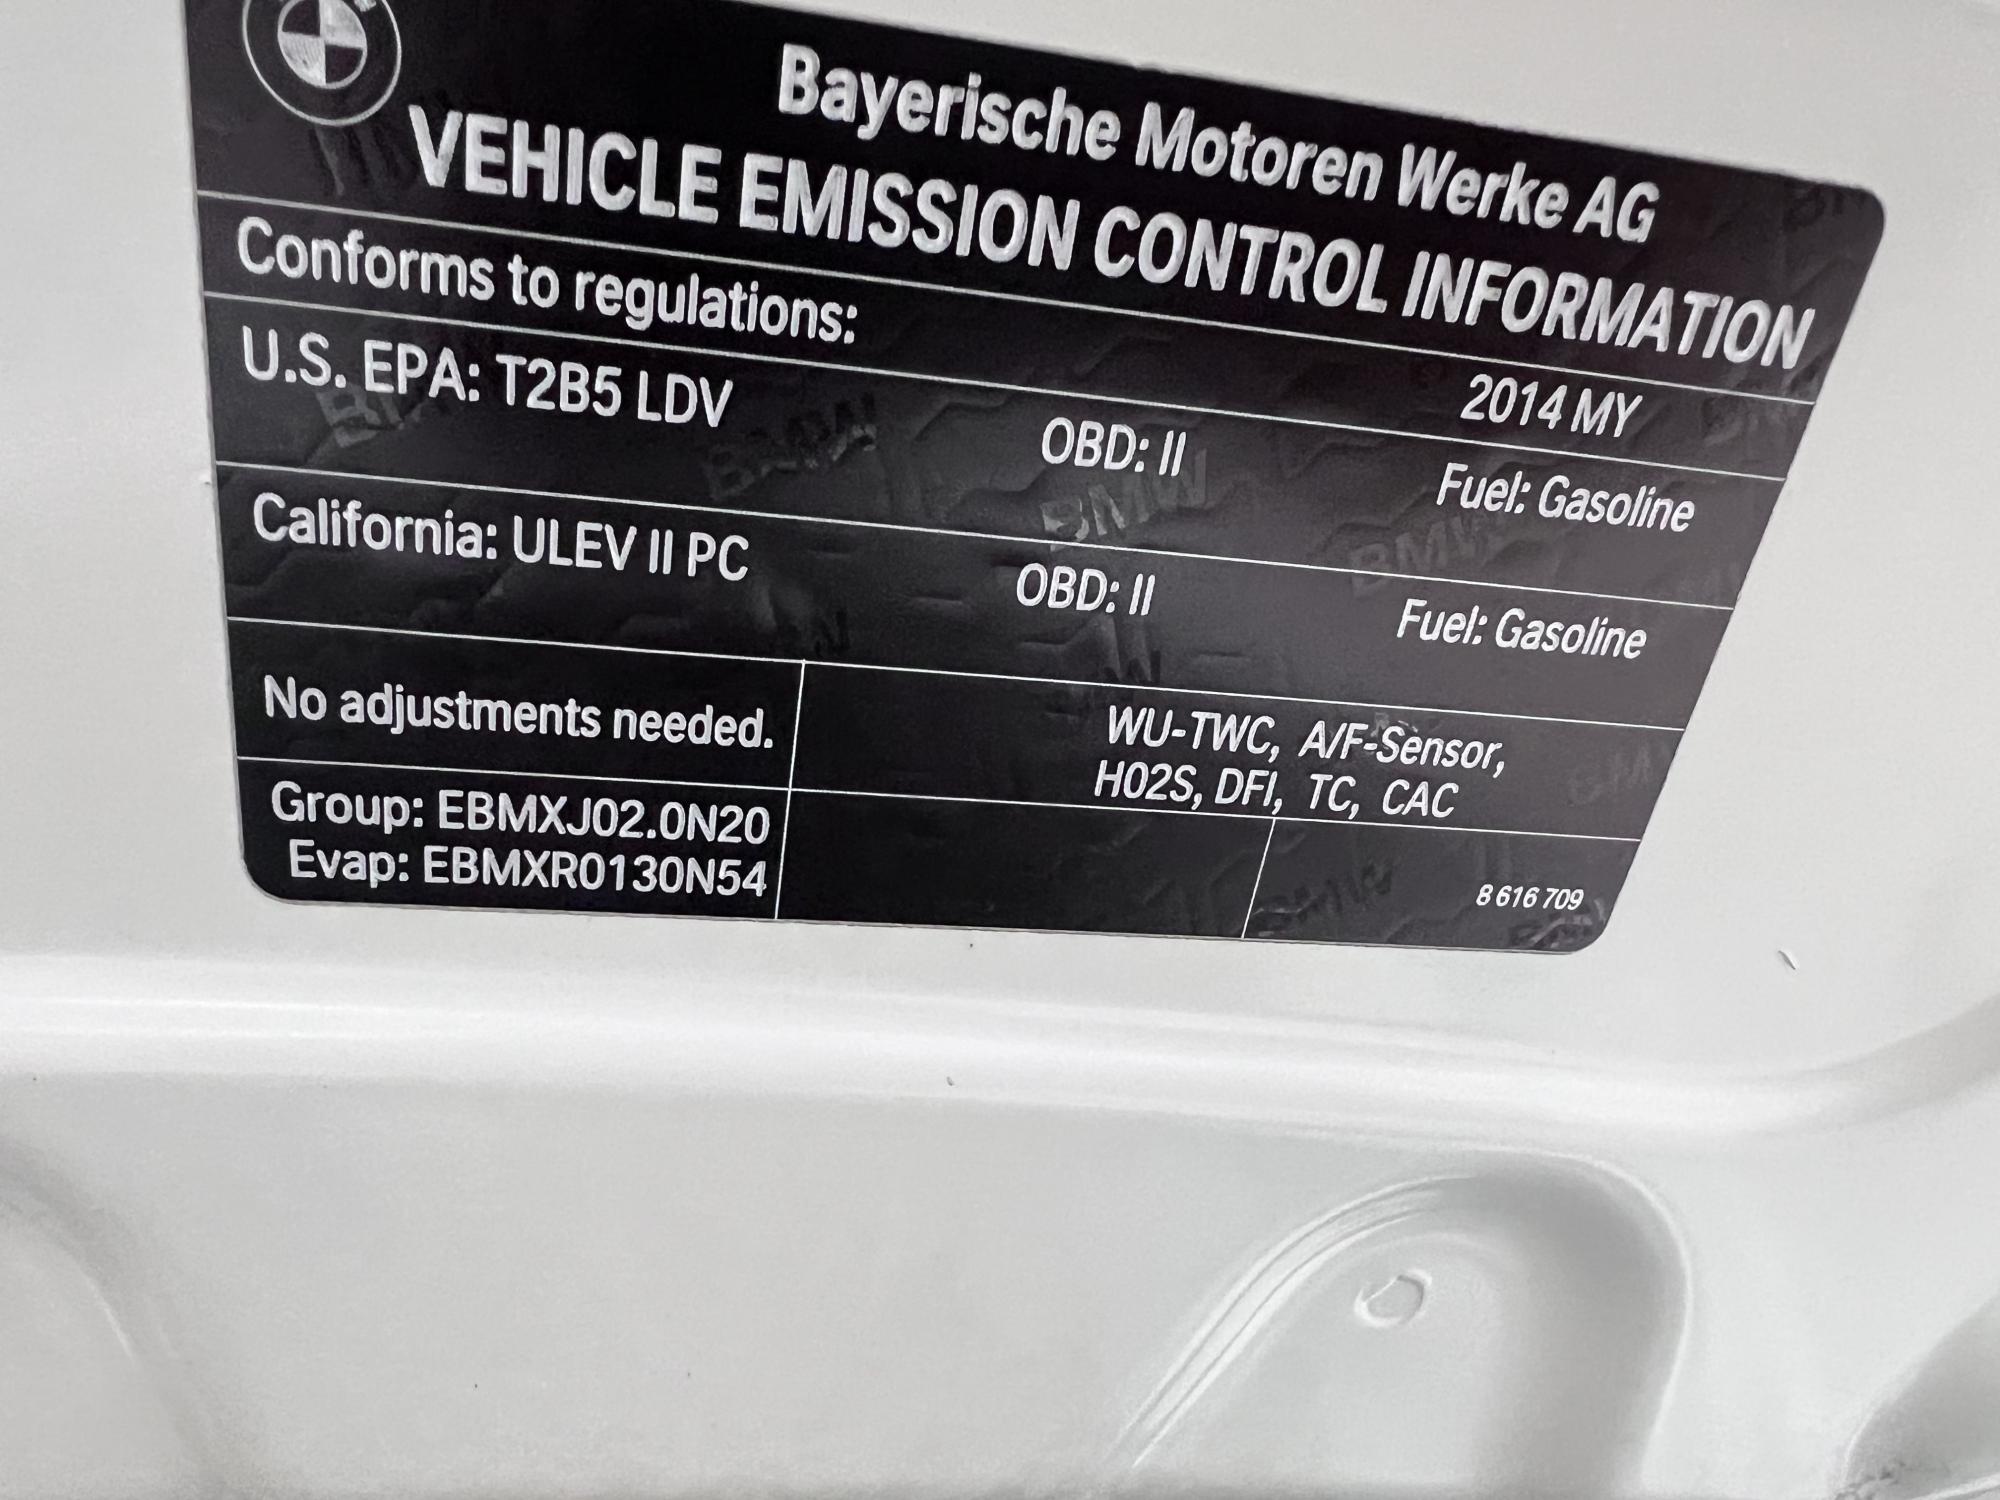 Bayerische Motoren Werke AG
VEHICLE EMISSION CONTROL INFORMATION
Conforms to regulations:
2014 MY
U.S. EPA: T2B5 LDV OBD: II Fuel: Gasoline
California: ULEV II PC OBD: II Fuel: Gasoline
No adjustments needed.
WU-TWC, A/F-Sensor,
H02S, DFI, TC, CAC
Group: EBMXJ02.0N20
Evap: EBMXR0130N54
8 616 709